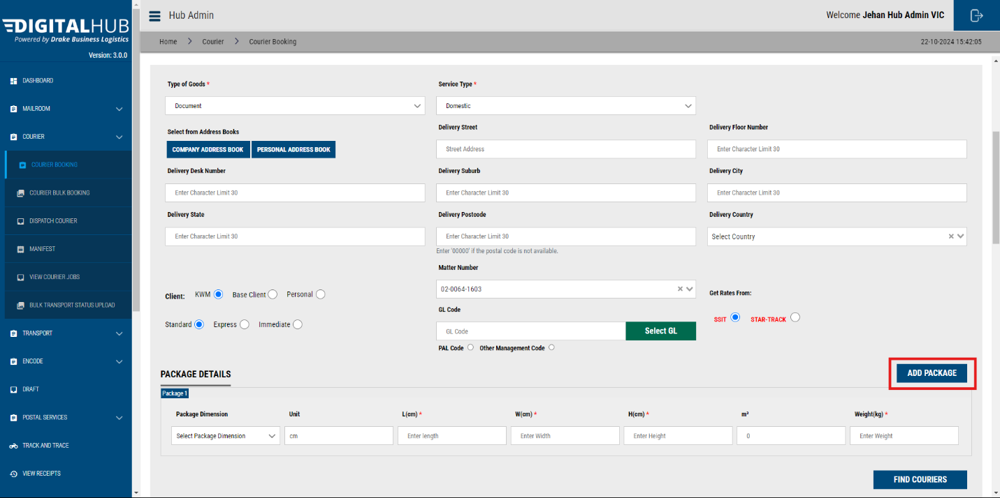 DIGITALHUB
Powered by Drake Business Logistics
Version: 3.0.0
DASHBOARD
MAILROOM
COURIER
COURIER BOOKING
COURIER BULK BOOKING
DISPATCH COURIER
MANIFEST
VIEW COURIER JOBS
BULK TRANSPORT STATUS UPLOAD
TRANSPORT
ENCODE
DRAFT
POSTAL SERVICES
TRACK AND TRACE
VIEW RECEIPTS
Hub Admin
Welcome Jehan Hub Admin VIC
Home > Courier > Courier Booking
22-10-2024 15:42:05
Type of Goods * Service Type *
Document Domestic
Select from Address Books Delivery Street Delivery Floor Number
COMPANY ADDRESS BOOK PERSONAL ADDRESS BOOK Street Address Enter Character Limit 30
Delivery Desk Number Delivery Suburb Delivery City
Enter Character Limit 30 Enter Character Limit 30 Enter Character Limit 30
Delivery State Delivery Postcode Delivery Country
Enter Character Limit 30 Enter Character Limit 30 Select Country
Enter '00000' if the postal code is not available.
Matter Number
02-0064-1603
Client: KWM Base Client Personal
Get Rates From:
GL Code
SSIT STAR-TRACK
Standard Express Immediate
GL Code Select GL
PAL Code Other Management Code
PACKAGE DETAILS
ADD PACKAGE
Package 1
Package Dimension Unit L(cm) * W(cm) * H(cm) * m³ Weight(kg) *
Select Package Dimension cm Enter length Enter Width Enter Height 0 Enter Weight
FIND COURIERS